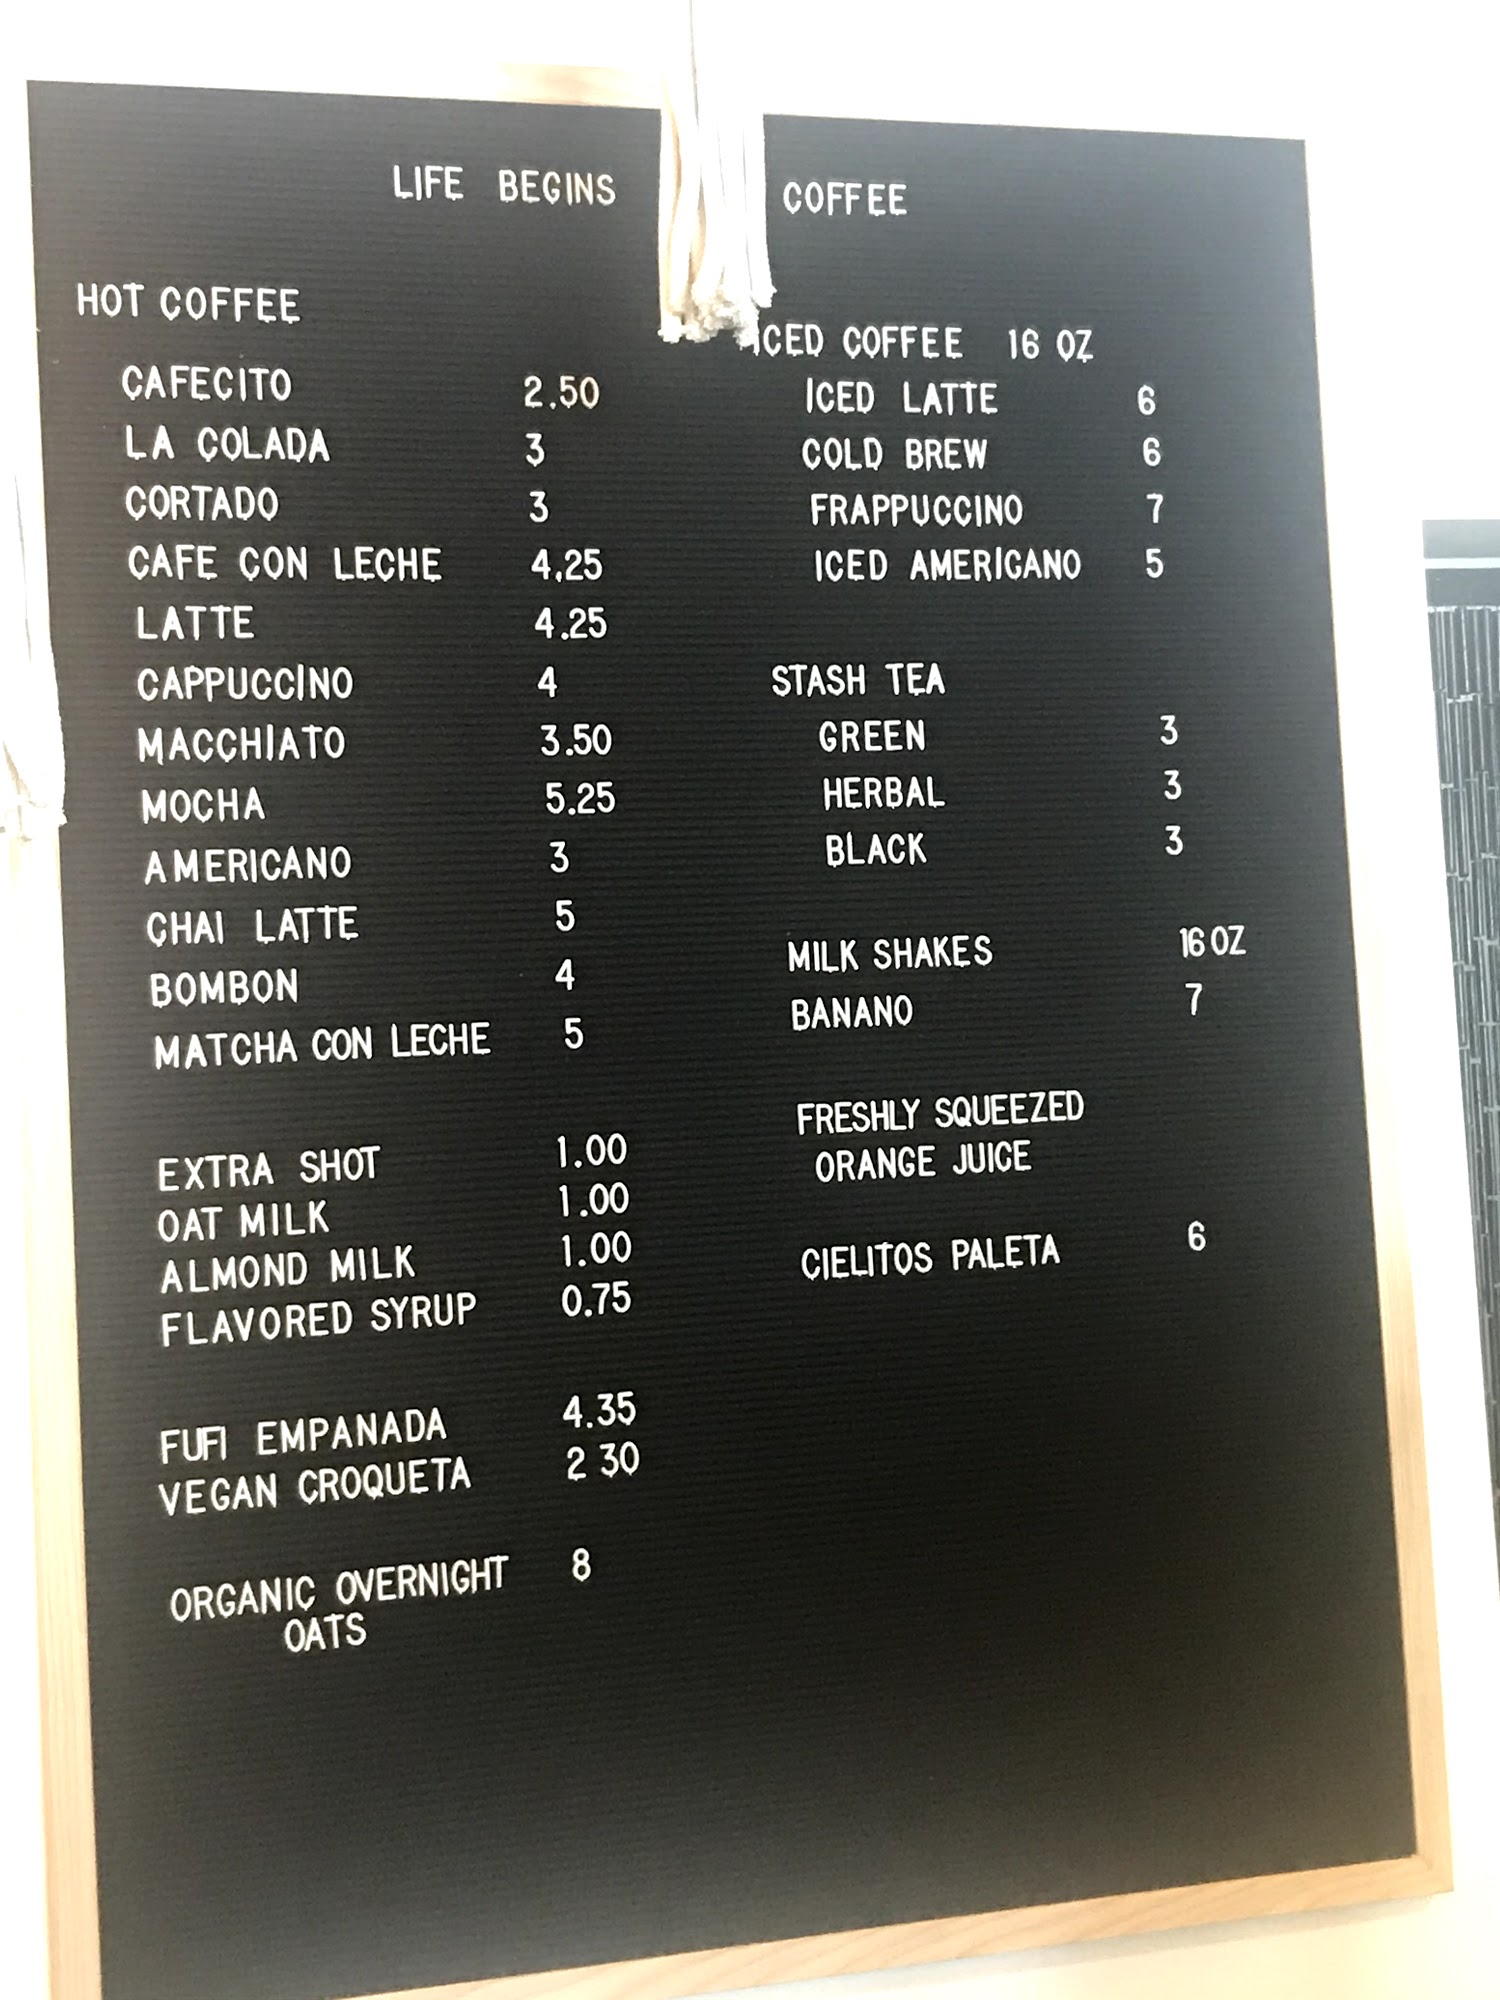 LIFE BEGINS COFFEE
HOT COFFEE
CAFECITO 2.50
LA COLADA 3
CORTADO 3
CAFE CON LECHE 4.25
LATTE 4.25
CAPPUCCINO 4
MACCHIATO 3.50
MOCHA 5.25
AMERICANO 3
CHAI LATTE 5
BOMBON 4
MATCHA CON LECHE 5
EXTRA SHOT 1.00
OAT MILK 1.00
ALMOND MILK 1.00
FLAVORED SYRUP 0.75
FUFI EMPANADA 4.35
VEGAN CROQUETA 2 30
ORGANIC OVERNIGHT 8
OATS
ICED COFFEE 16 OZ
ICED LATTE 6
COLD BREW 6
FRAPPUCCINO 7
ICED AMERICANO 5
STASH TEA
GREEN 3
HERBAL 3
BLACK 3
MILK SHAKES 16 OZ
BANANO 7
FRESHLY SQUEEZED
ORANGE JUICE
CIELITOS PALETA 6